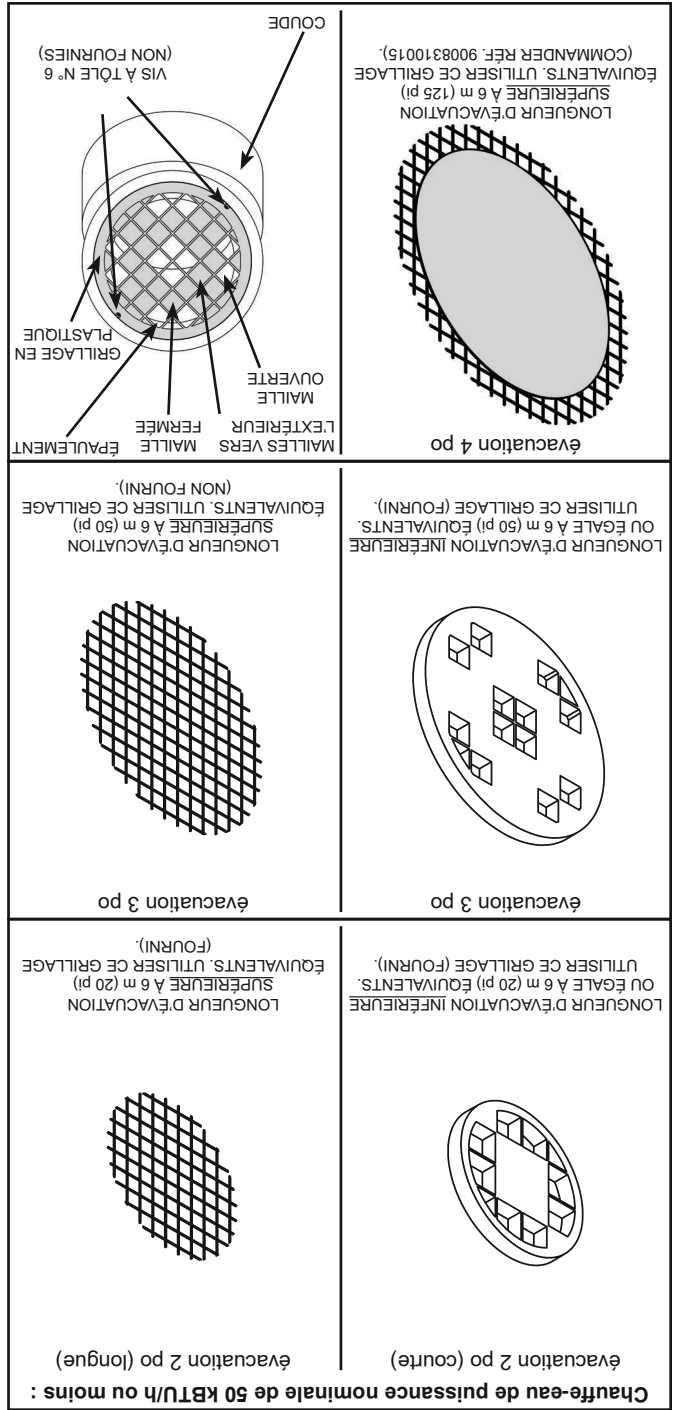 Chauffe-eau de puissance nominale de 50 kBTU/h ou moins :
évacuation 2 po (courte)
LONGUEUR D'ÉVACUATION INFÉRIEURE
OU ÉGALE À 6 m (20 pi) ÉQUIVALENTS.
UTILISER CE GRILLAGE (FOURNI).
évacuation 2 po (longue)
LONGUEUR D'ÉVACUATION
SUPÉRIEURE À 6 m (20 pi)
ÉQUIVALENTS. UTILISER CE GRILLAGE
(FOURNI).
évacuation 3 po
LONGUEUR D'ÉVACUATION INFÉRIEURE
OU ÉGALE À 6 m (50 pi) ÉQUIVALENTS.
UTILISER CE GRILLAGE (FOURNI).
évacuation 3 po
LONGUEUR D'ÉVACUATION
SUPÉRIEURE À 6 m (50 pi)
ÉQUIVALENTS. UTILISER CE GRILLAGE
(NON FOURNI).
évacuation 4 po
LONGUEUR D'ÉVACUATION
SUPÉRIEURE À 6 m (125 pi)
ÉQUIVALENTS. UTILISER CE GRILLAGE
(COMMANDER RÉF. 9008310015).
MAILLES VERS
L'EXTÉRIEUR
MAILLE
FERMÉE
ÉPAULEMENT
MAILLE
OUVERTE
GRILLAGE EN
PLASTIQUE
VIS À TÔLE N° 6
(NON FOURNIES)
COUDE